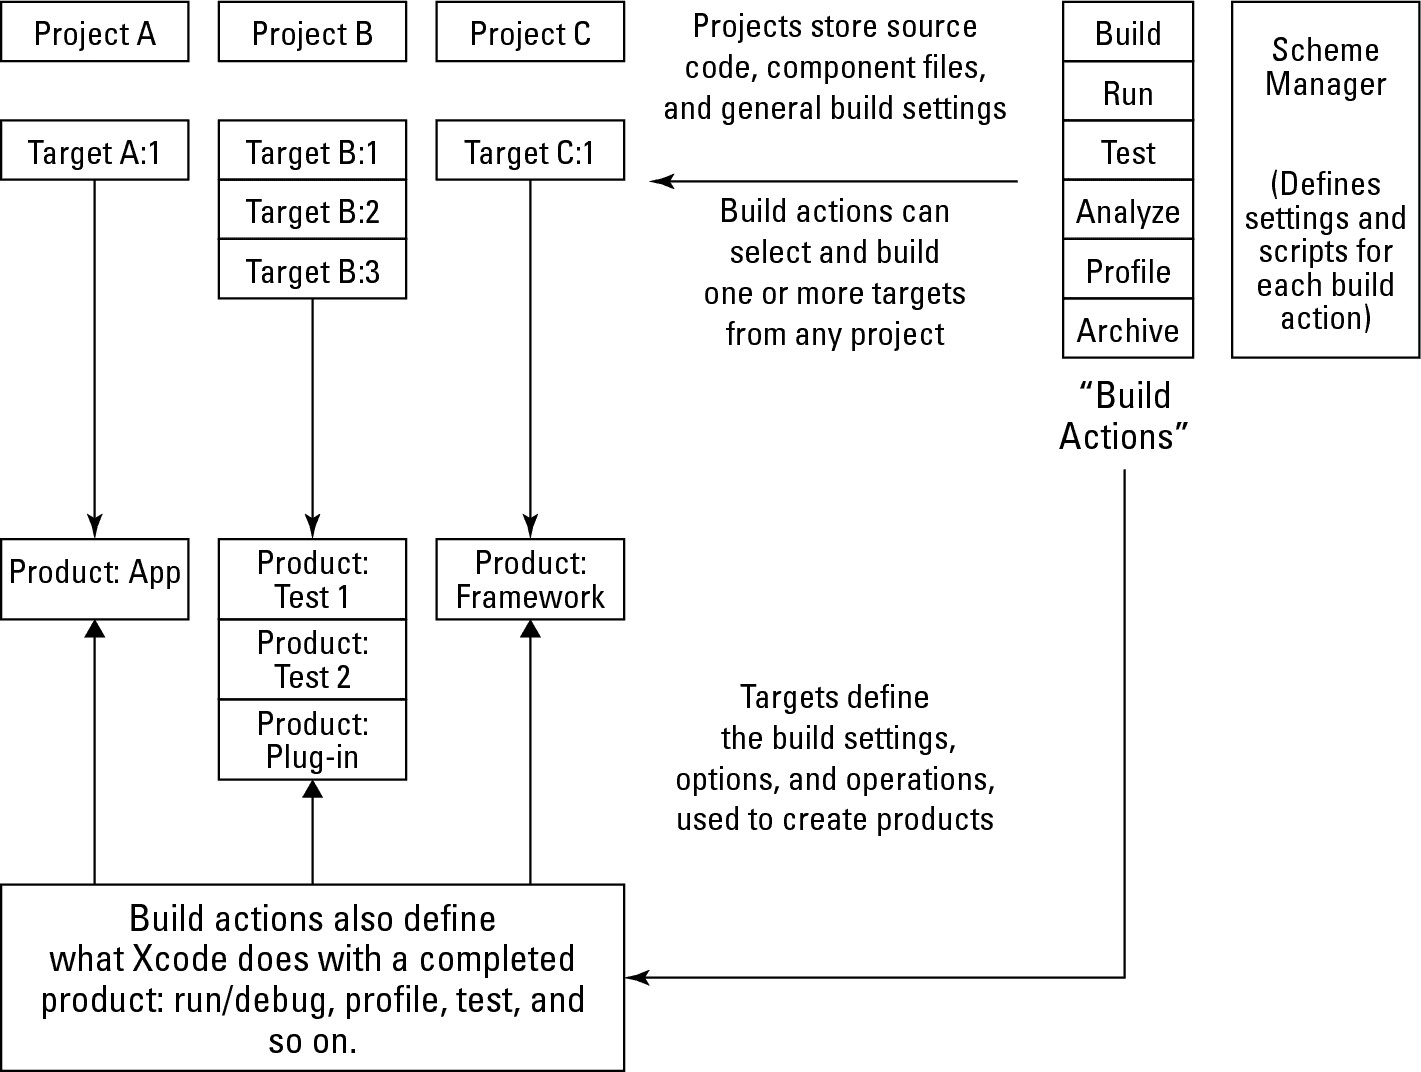 Project A
Project B
Project C
Projects store source
code, component files,
and general build settings
Target A:1
Target B:1
Target B:2
Target B:3
Target C:1
Build actions can
select and build
one or more targets
from any project
Build
Run
Test
Analyze
Profile
Archive
“Build
Actions”
Scheme
Manager
(Defines
settings and
scripts for
each build
action)
Product: App
Product:
Test 1
Product:
Test 2
Product:
Plug-in
Product:
Framework
Targets define
the build settings,
options, and operations,
used to create products
Build actions also define
what Xcode does with a completed
product: run/debug, profile, test, and
so on.